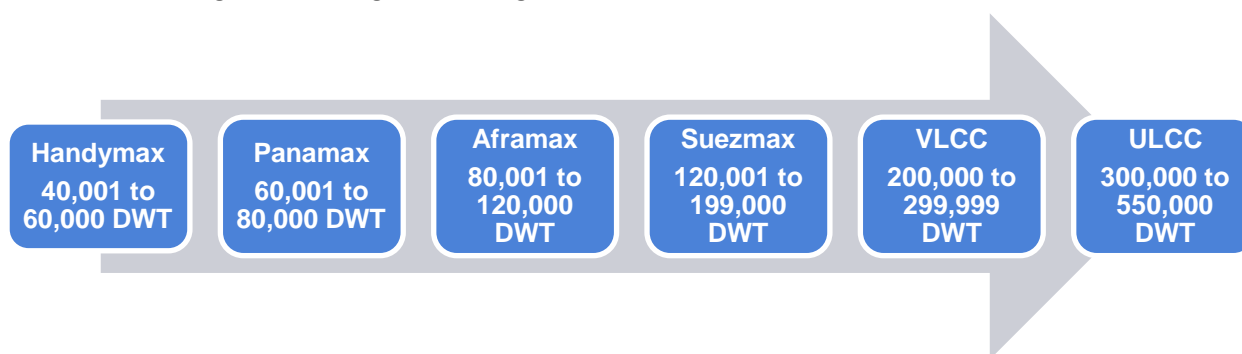 Handymax
40,001 to
60,000 DWT
Panamax
60,001 to
80,000 DWT
Aframax
80,001 to
120,000
DWT
Suezmax
120,001 to
199,000
DWT
VLCC
200,000 to
299,999
DWT
ULCC
300,000 to
550,000
DWT